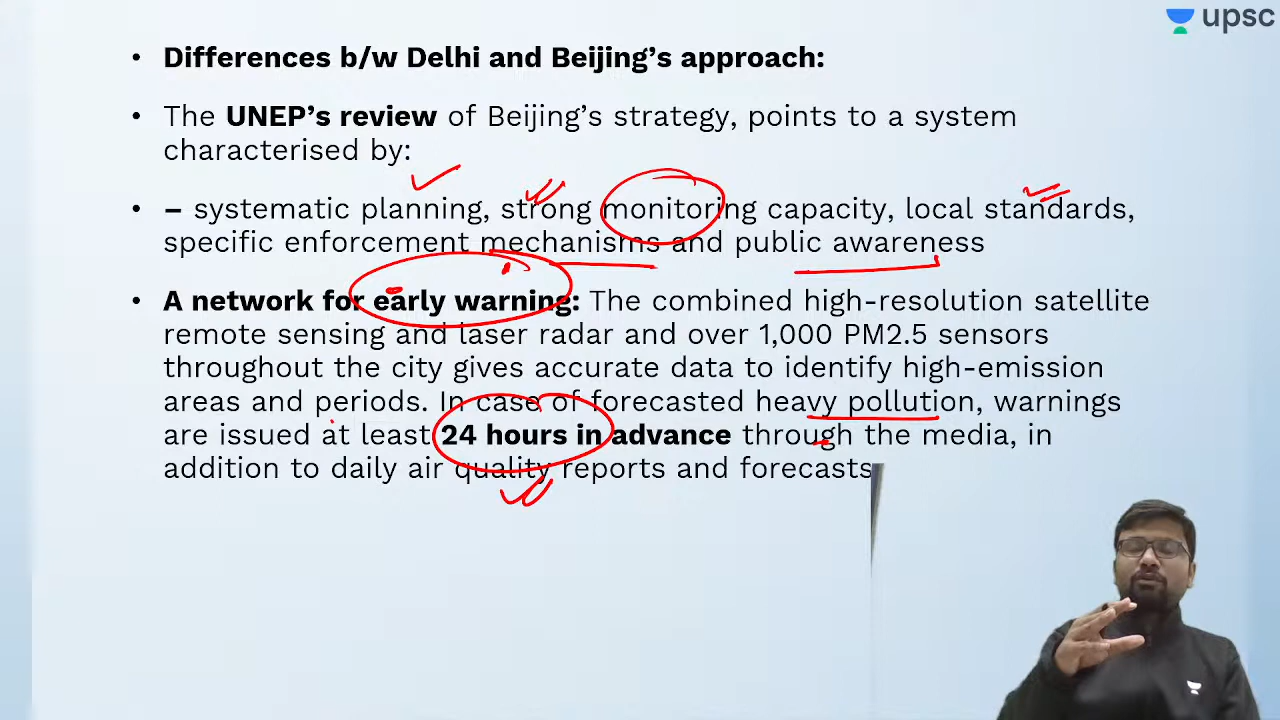 upsc
• Differences b/w Delhi and Beijing's approach:
• The UNEP's review of Beijing's strategy, points to a system
characterised by:
• – systematic planning, strong monitoring capacity, local standards,
specific enforcement mechanisms and public awareness
• A network for early warning: The combined high-resolution satellite
remote sensing and laser radar and over 1,000 PM2.5 sensors
throughout the city gives accurate data to identify high-emission
areas and periods. In case of forecasted heavy pollution, warnings
are issued at least 24 hours in advance through the media, in
addition to daily air quality reports and forecasts